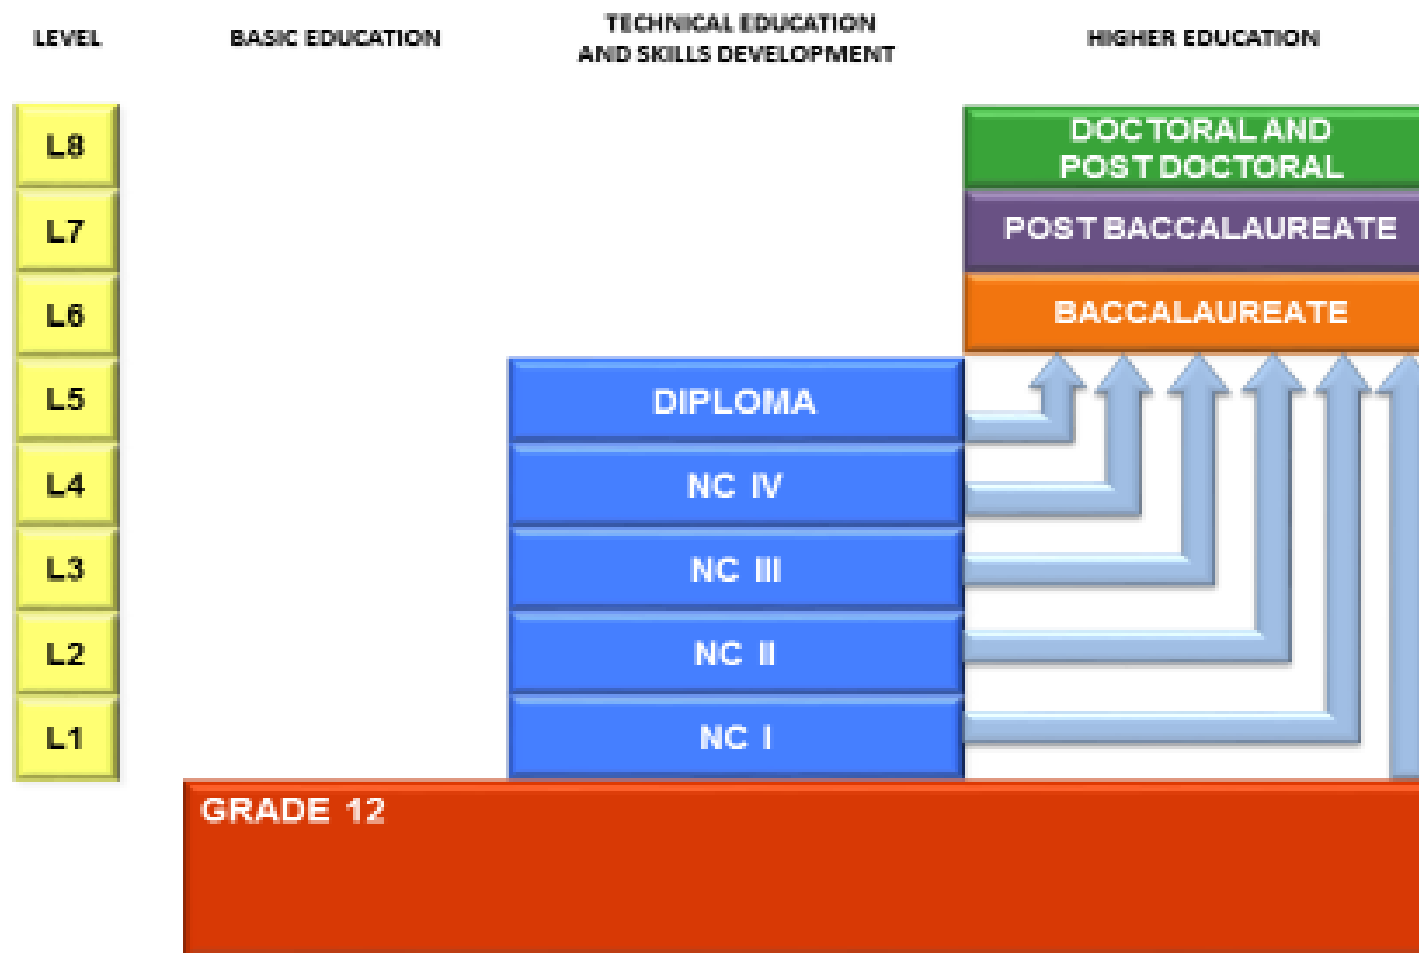 LEVEL
BASIC EDUCATION
TECHNICAL EDUCATION
AND SKILLS DEVELOPMENT
HIGHER EDUCATION
L8
DOCTORAL AND
POST DOCTORAL
L7
POST BACCALAUREATE
L6
BACCALAUREATE
L5
DIPLOMA
L4
NC IV
L3
NC III
L2
NC II
L1
NC I
GRADE 12